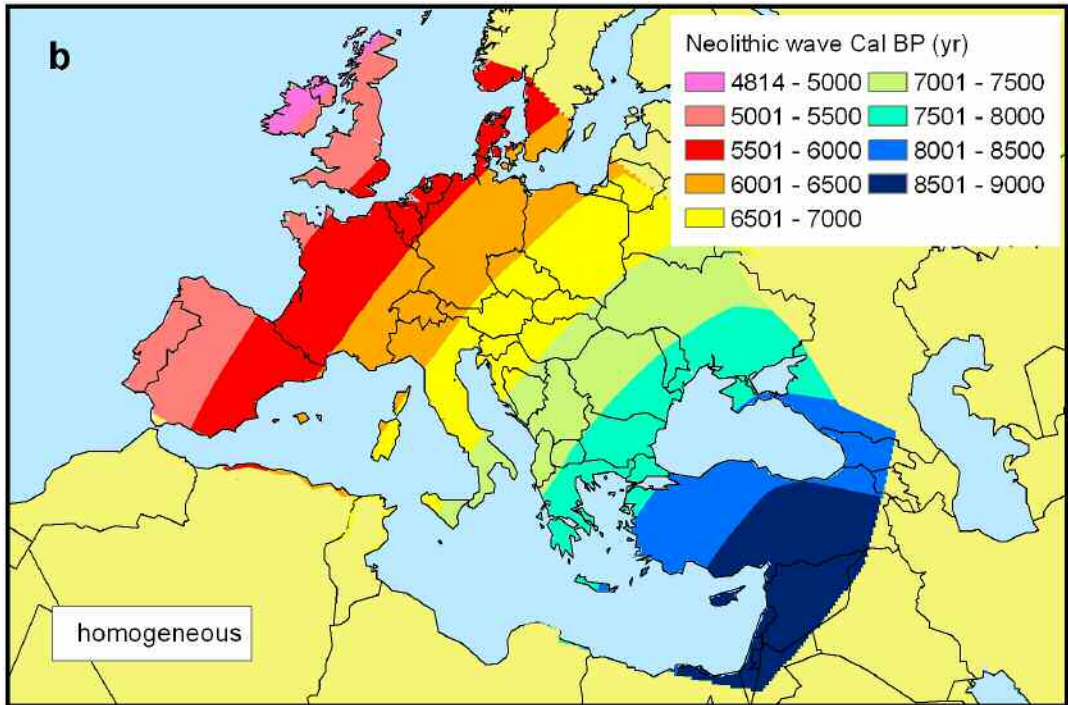 b
Neolithic wave Cal BP (yr)
4814 - 5000
7001 - 7500
5001 - 5500
7501 - 8000
5501 - 6000
8001 - 8500
6001 - 6500
8501 - 9000
6501 - 7000
homogeneous